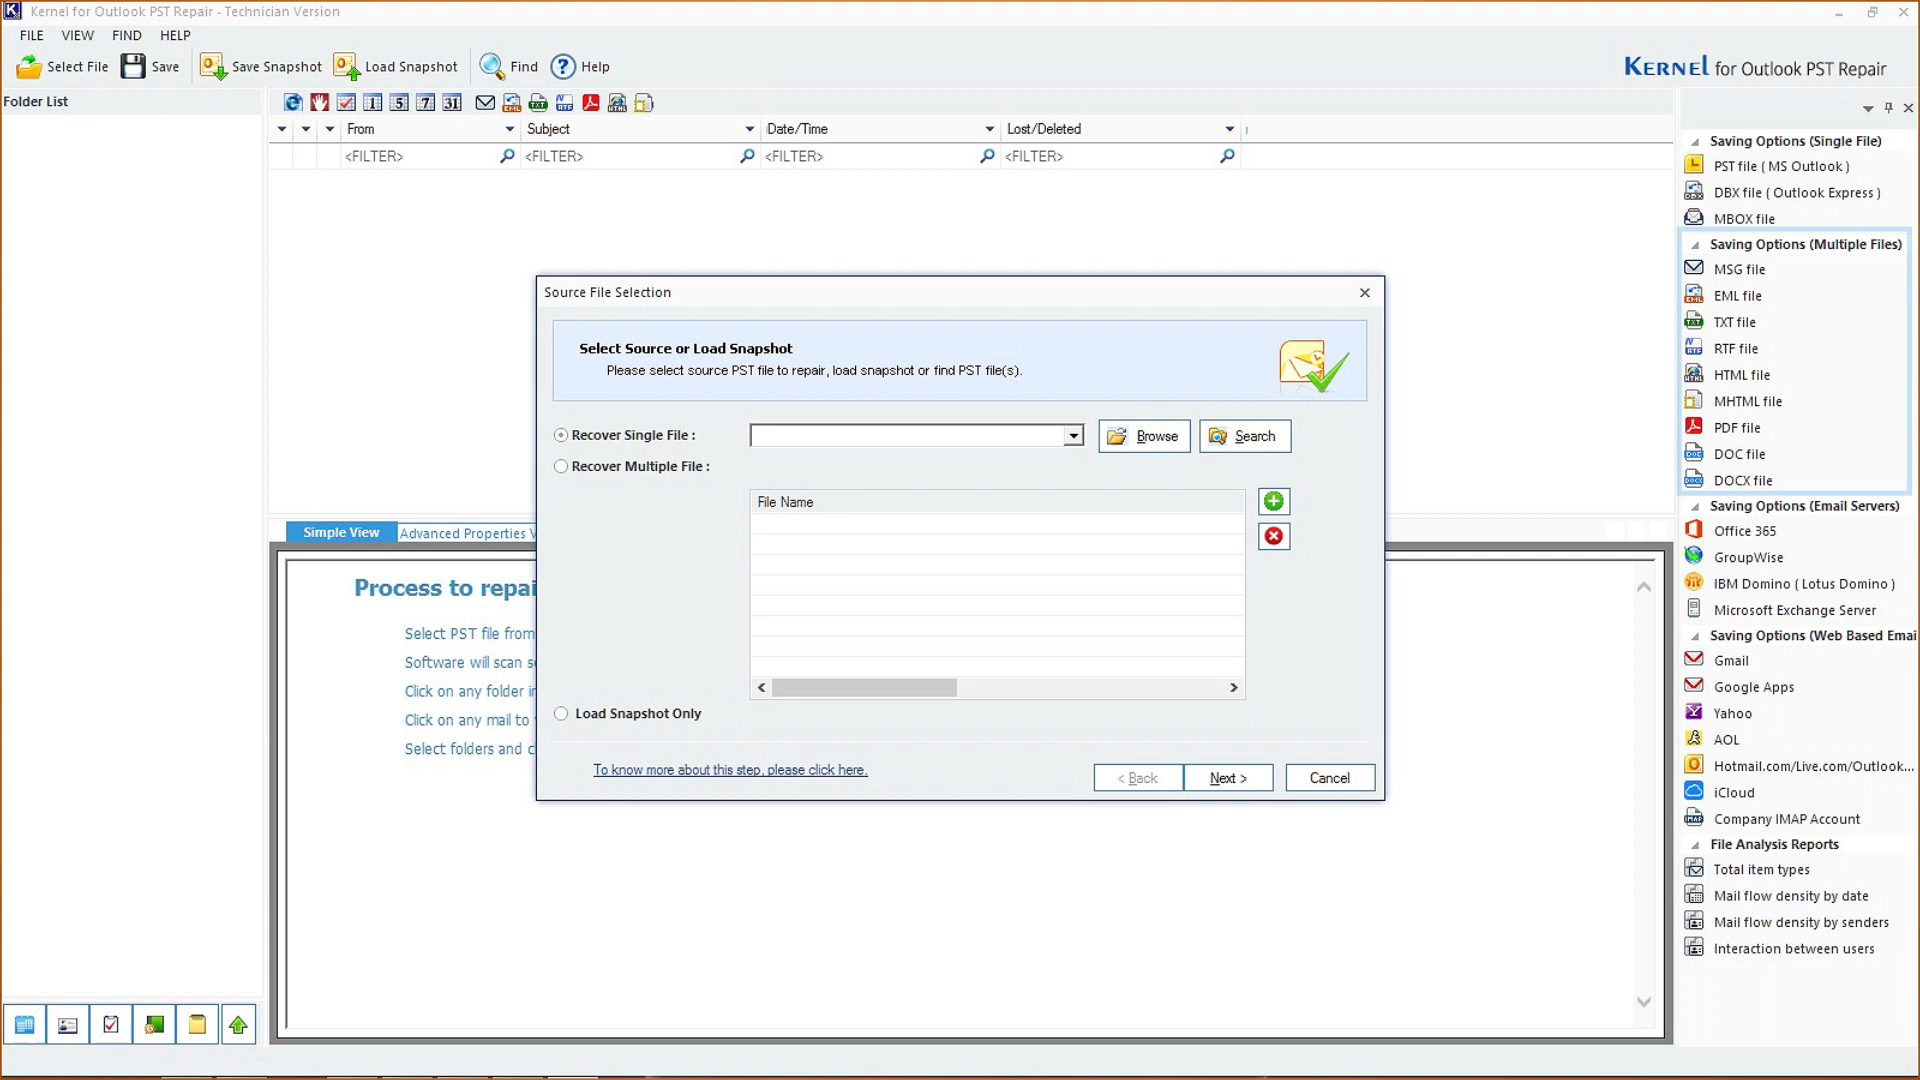 Kernel for Outlook PST Repair - Technician Version
FILE VIEW FIND HELP
Select File Save Save Snapshot Load Snapshot Find Help
KERNEL for Outlook PST Repair
Folder List
1 5 7 31
From Subject Date/Time Lost/Deleted
<FILTER> <FILTER> <FILTER> <FILTER>
Source File Selection
Select Source or Load Snapshot
Please select source PST file to repair, load snapshot or find PST file(s).
Recover Single File :
Browse Search
Recover Multiple File :
File Name
Load Snapshot Only
To know more about this step, please click here.
< Back Next > Cancel
Simple View Advanced Properties V
Process to repai
Select PST file from
Software will scan s
Click on any folder in
Click on any mail to
Select folders and c
Saving Options (Single File)
PST file ( MS Outlook )
DBX file ( Outlook Express )
MBOX file
Saving Options (Multiple Files)
MSG file
EML file
TXT file
RTF file
HTML file
MHTML file
PDF file
DOC file
DOCX file
Saving Options (Email Servers)
Office 365
GroupWise
IBM Domino ( Lotus Domino )
Microsoft Exchange Server
Saving Options (Web Based Emai
Gmail
Google Apps
Yahoo
AOL
Hotmail.com/Live.com/Outlook...
iCloud
Company IMAP Account
File Analysis Reports
Total item types
Mail flow density by date
Mail flow density by senders
Interaction between users